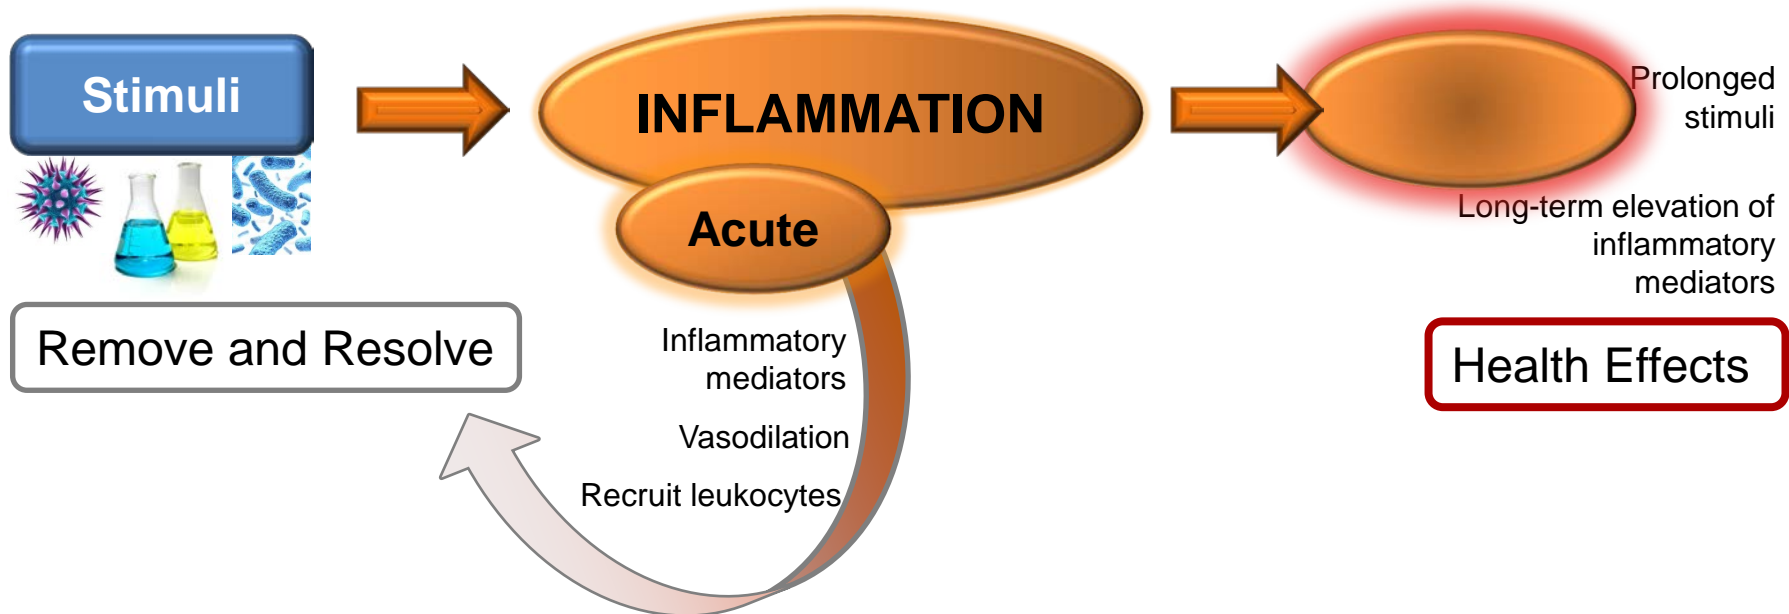 Stimuli
INFLAMMATION
Acute
Remove and Resolve
Inflammatory
mediators
Vasodilation
Recruit leukocytes
Prolonged
stimuli
Long-term elevation of
inflammatory
mediators
Health Effects